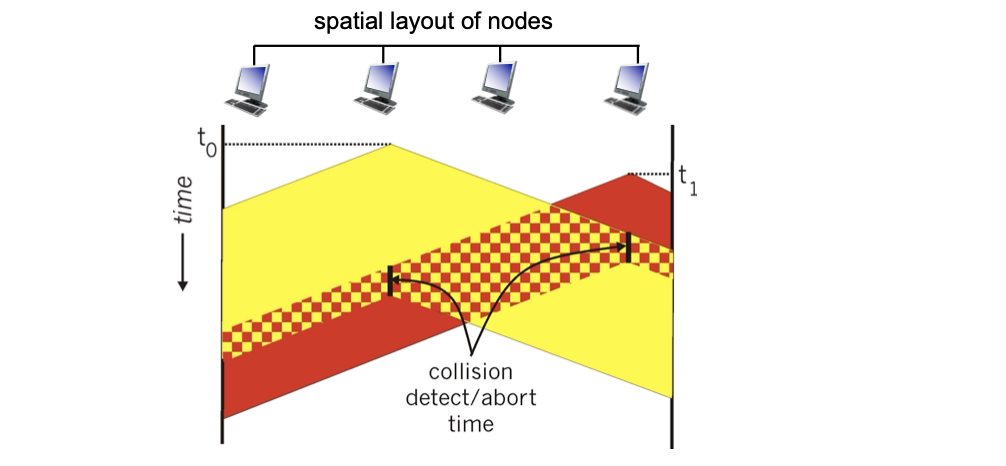 spatial layout of nodes
t0
t1
time
collision
detect/abort
time